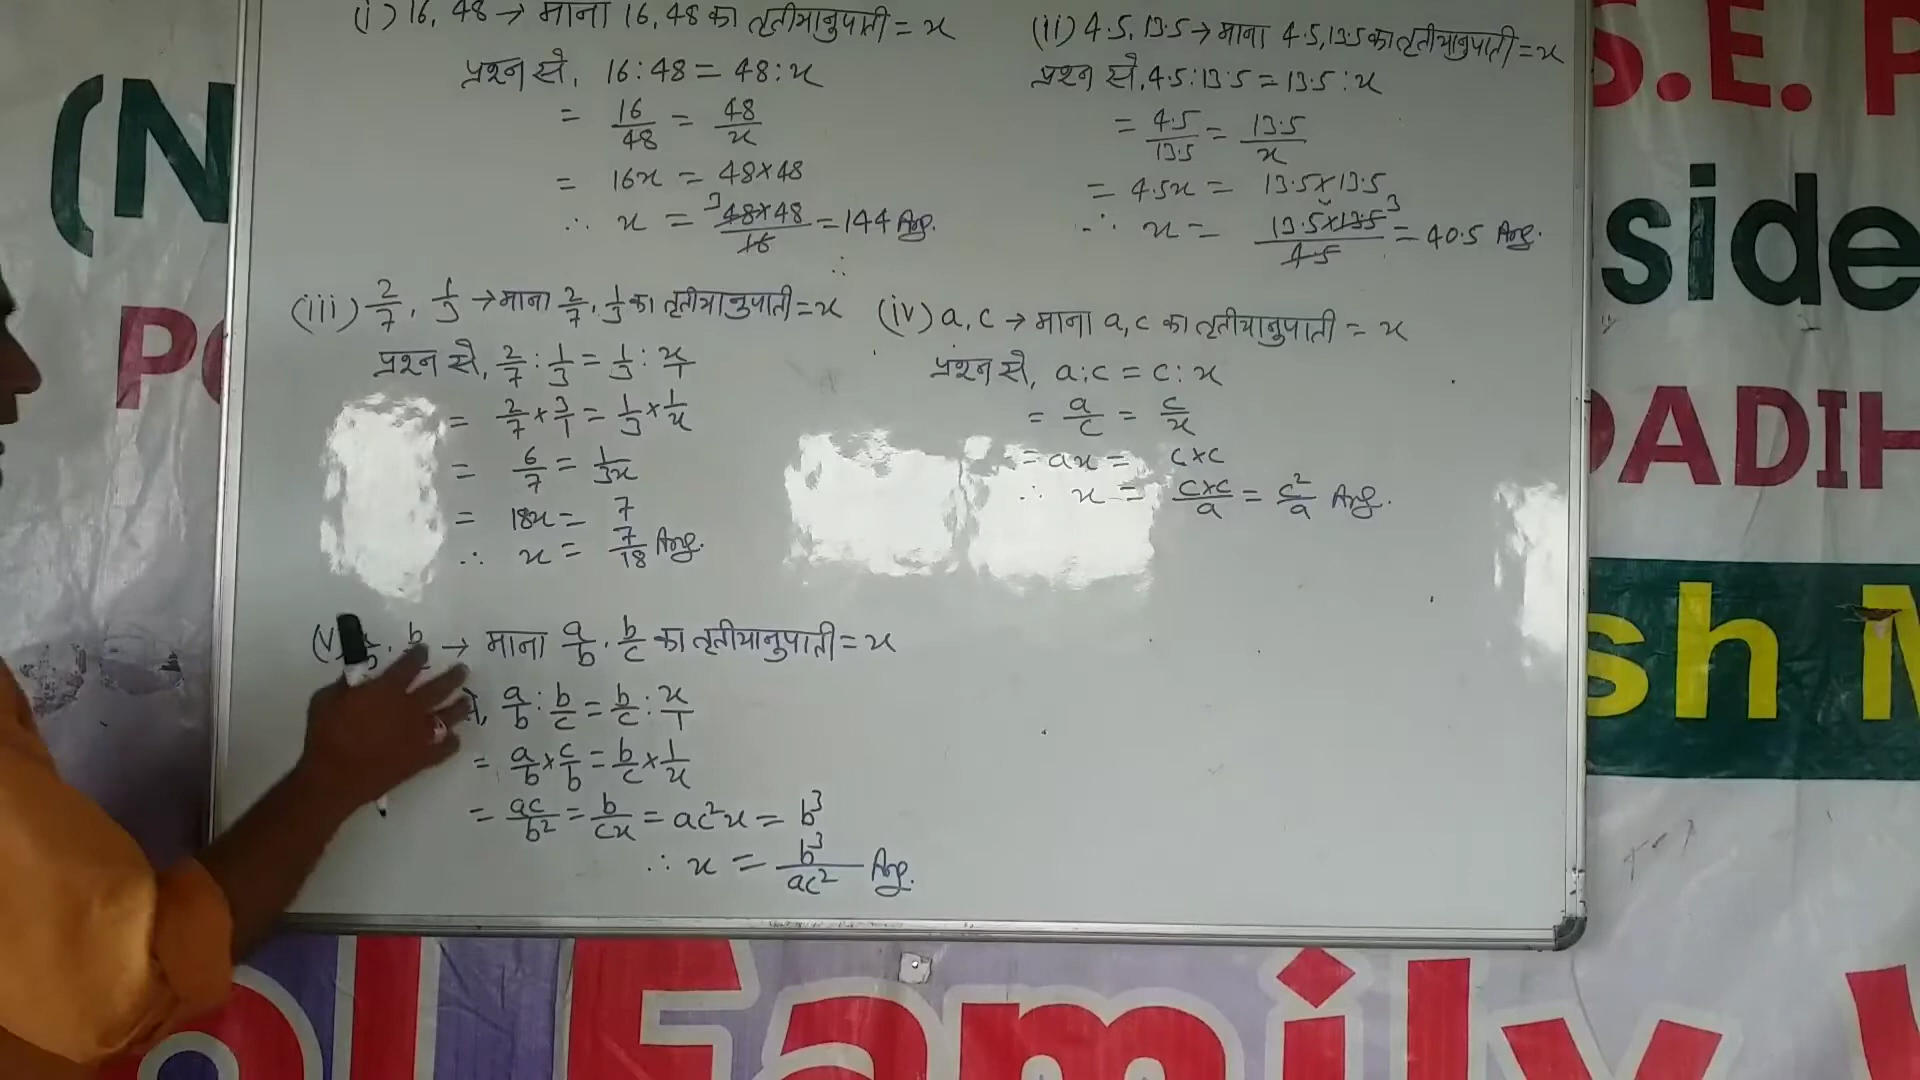 (i) 16, 48 → माना 16, 48 का तृतीयानुपाती = x
प्रश्न से, 16 : 48 = 48 : x
= 16/48 = 48/x
= 16x = 48×48
∴ x = 48×48/16 = 144 Ans.
3
(ii) 4.5, 13.5 → माना 4.5, 13.5 का तृतीयानुपाती = x
प्रश्न से, 4.5 : 13.5 = 13.5 : x
= 4.5/13.5 = 13.5/x
= 4.5x = 13.5×13.5
∴ x = 13.5×13.5/4.5 = 40.5 Ans.
3
(iii) 2/7, 1/3 → माना 2/7, 1/3 का तृतीयानुपाती = x
प्रश्न से, 2/7 : 1/3 = 1/3 : x/1
= 2/7 × 3/1 = 1/3 × 1/x
= 6/7 = 1/3x
= 18x = 7
∴ x = 7/18 Ans.
(iv) a, c → माना a, c का तृतीयानुपाती = x
प्रश्न से, a : c = c : x
= a/c = c/x
= ax = c×c
∴ x = c×c/a = c²/a Ans.
(v) b → माना a/b, b/c का तृतीयानुपाती = x
a/b : b/c = b/c : x/1
= a/b × c/b = b/c × 1/x
= ac/b² = b/cx = ac²x = b³
∴ x = b³/ac² Ans.
(N
S.E. P
side
DADIH
sh M
ol Family